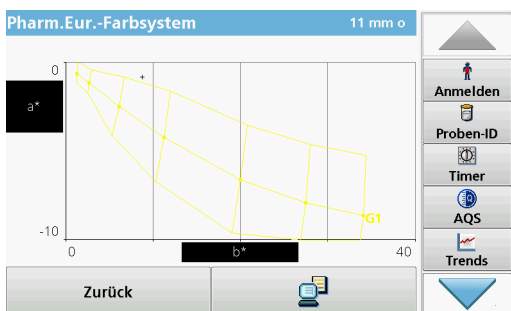 Pharm.Eur.-Farbsystem 11 mm o
0
a*
-10
G1
0 b* 40
Zurück
Anmelden
Proben-ID
Timer
AQS
Trends